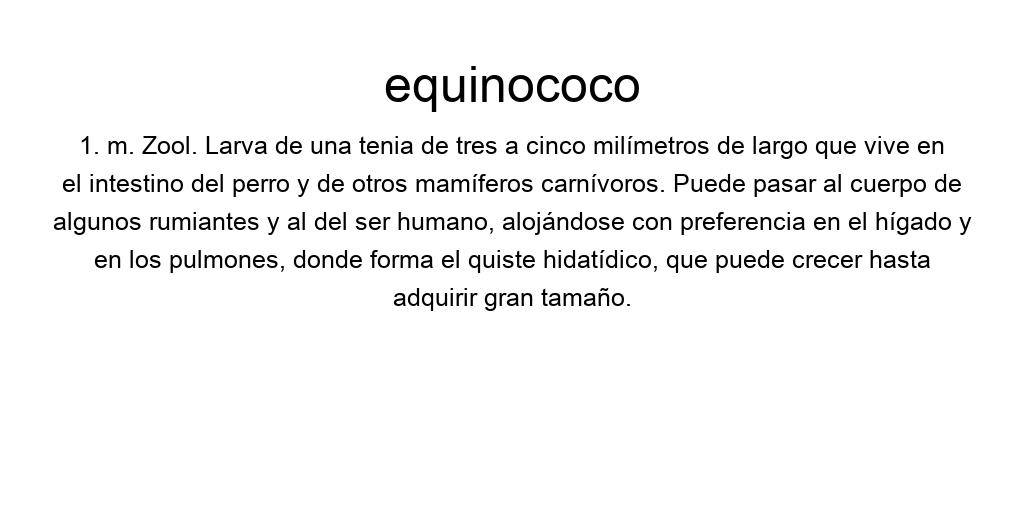 equinococo
1. m. Zool. Larva de una tenia de tres a cinco milímetros de largo que vive en
el intestino del perro y de otros mamíferos carnívoros. Puede pasar al cuerpo de
algunos rumiantes y al del ser humano, alojándose con preferencia en el hígado y
en los pulmones, donde forma el quiste hidatídico, que puede crecer hasta
adquirir gran tamaño.